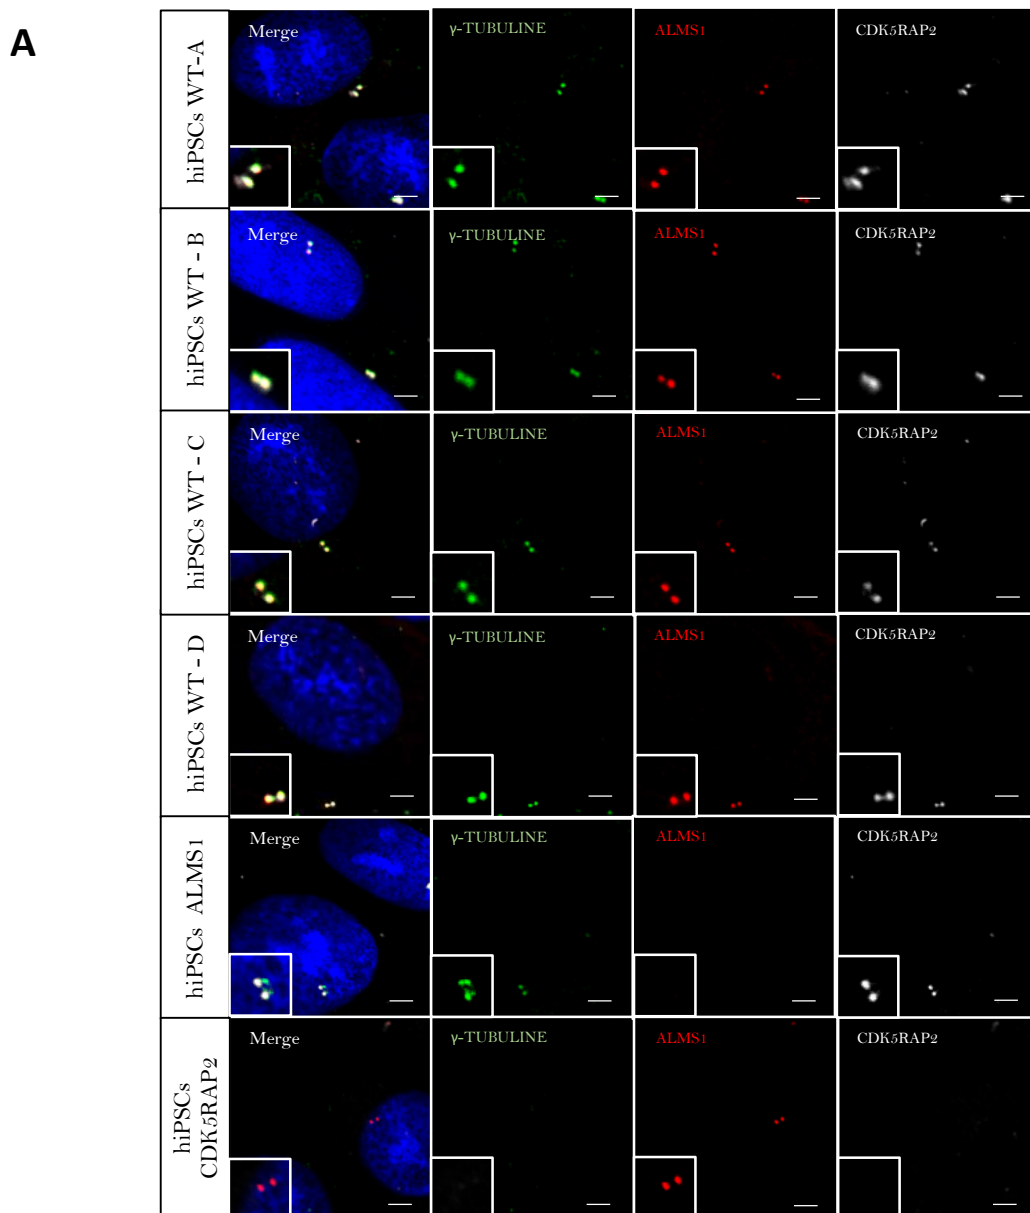 A
hiPSCs WT-A
Merge
γ-TUBULINE
ALMS1
CDK5RAP2
hiPSCs WT - B
Merge
γ-TUBULINE
ALMS1
CDK5RAP2
hiPSCs WT - C
Merge
γ-TUBULINE
ALMS1
CDK5RAP2
hiPSCs WT - D
Merge
γ-TUBULINE
ALMS1
CDK5RAP2
hiPSCs ALMS1
Merge
γ-TUBULINE
ALMS1
CDK5RAP2
hiPSCs
CDK5RAP2
Merge
γ-TUBULINE
ALMS1
CDK5RAP2